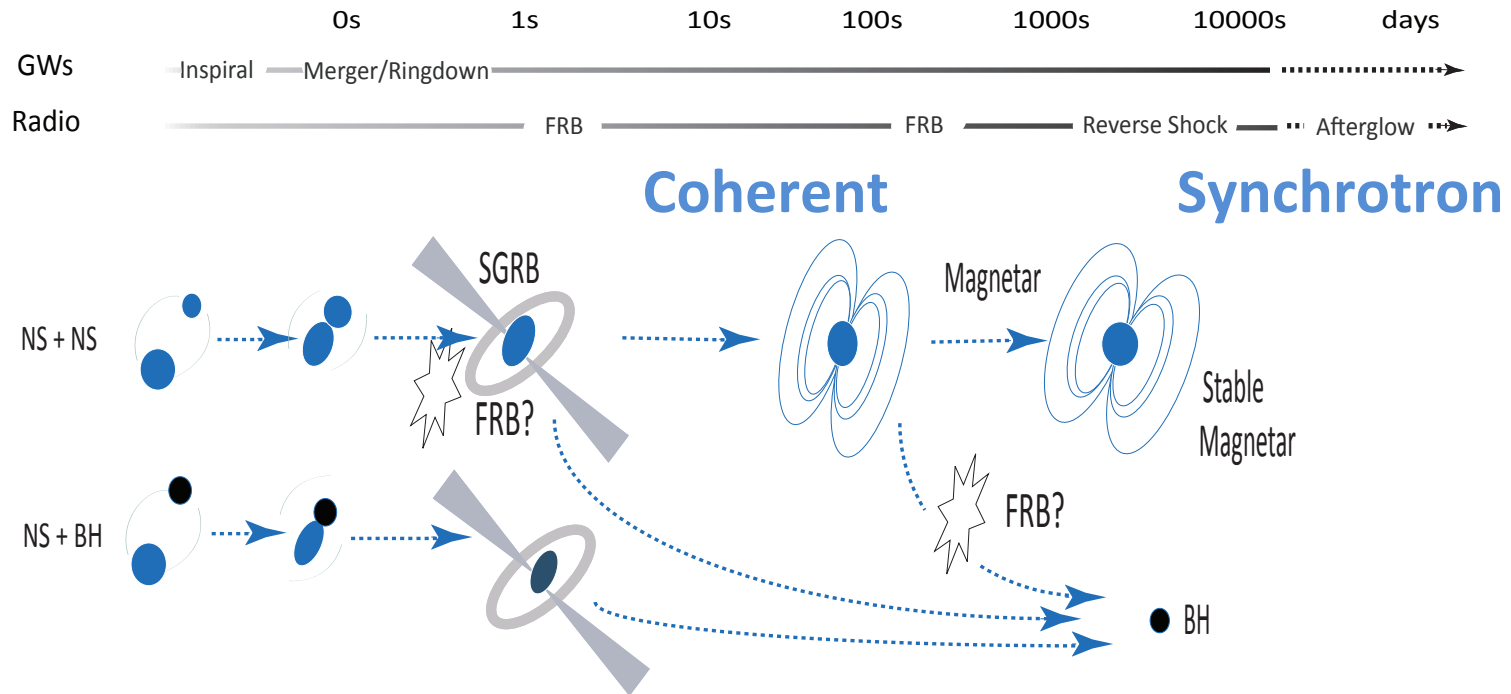 0s 1s 10s 100s 1000s 10000s days
GWs Inspiral Merger/Ringdown
Radio FRB FRB Reverse Shock Afterglow
Coherent Synchrotron
SGRB
Magnetar
NS + NS
FRB?
Stable
Magnetar
NS + BH
FRB?
BH